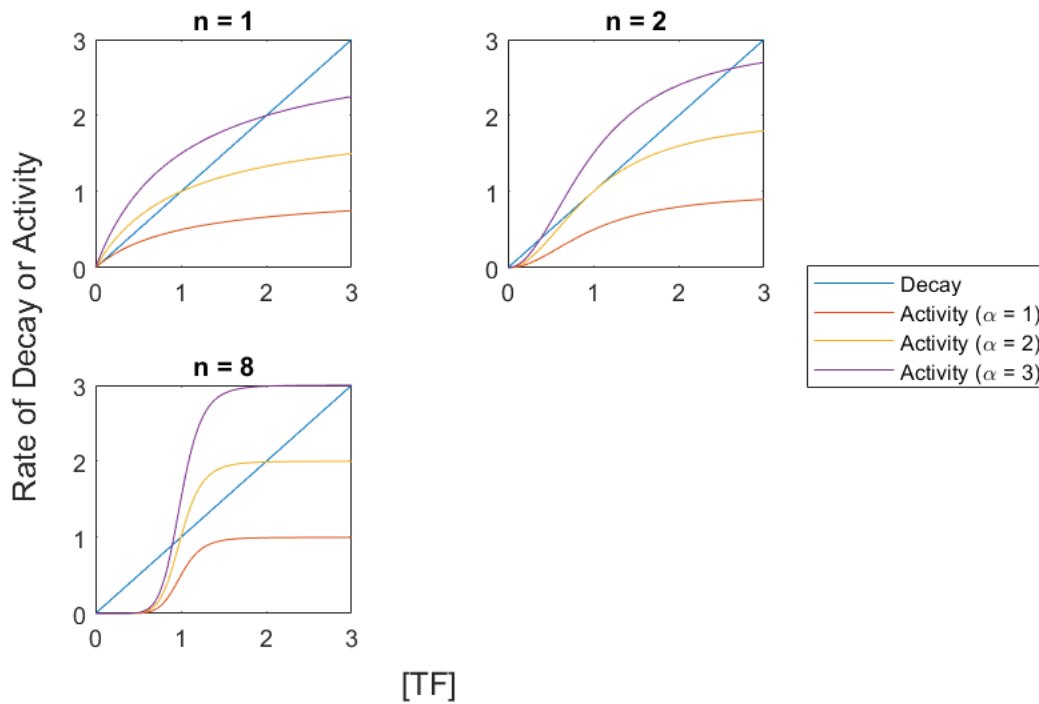 n = 1
n = 2
3
2
1
0
0
1
2
3
3
2
1
0
0
1
2
3
Rate of Decay or Activity
n = 8
3
2
1
0
0
1
2
3
Decay
Activity (α = 1)
Activity (α = 2)
Activity (α = 3)
[TF]